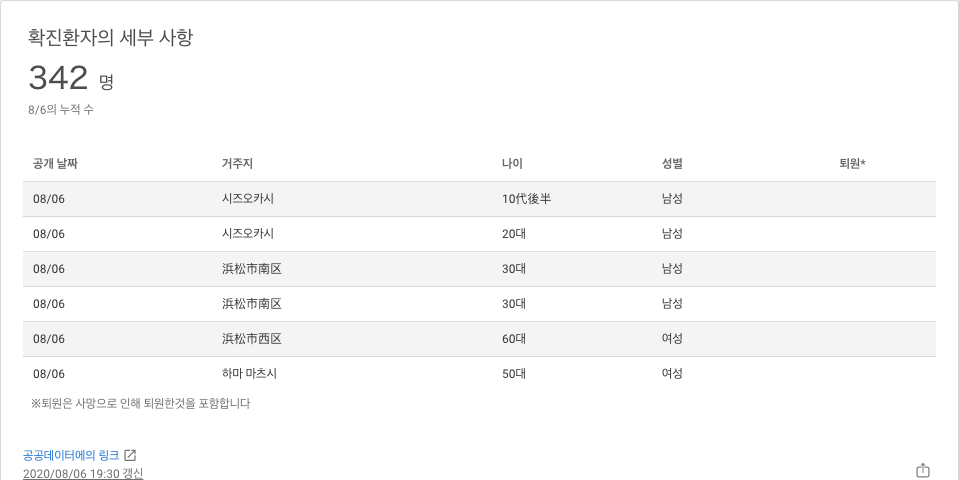 확진환자의 세부 사항
342 명
8/6의 누적 수
공개 날짜 거주지 나이 성별 퇴원*
08/06 시즈오카시 10代後半 남성
08/06 시즈오카시 20대 남성
08/06 浜松市南区 30대 남성
08/06 浜松市南区 30대 남성
08/06 浜松市西区 60대 여성
08/06 하마 마츠시 50대 여성
※퇴원은 사망으로 인해 퇴원한것을 포함합니다
공공데이터에의 링크
2020/08/06 19:30 갱신